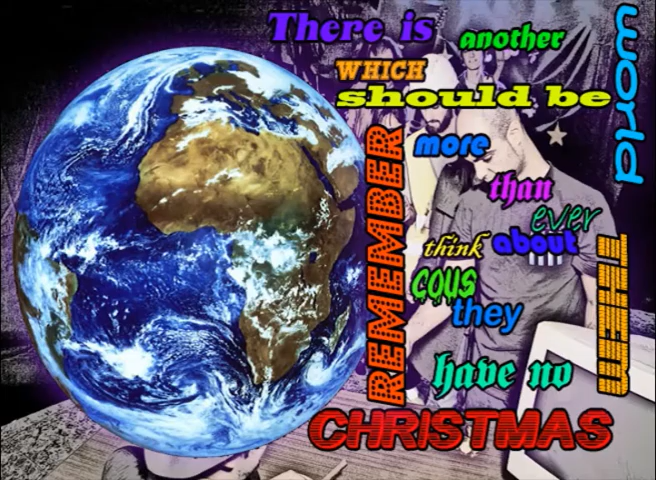 There is another world
WHICH
should be
REMEMBER
more
than
ever
think about THEM
COUS
they
have no
CHRISTMAS